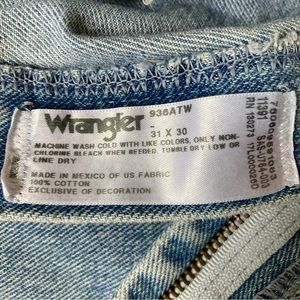 Wrangler
936ATW
-
31 X 30
MACHINE WASH COLD WITH LIKE COLORS, ONLY NON-
CHLORINE BLEACH WHEN NEEDED. TUMBLE DRY LOW OR
LINE DRY
MADE IN MEXICO OF US FABRIC
100% COTTON
EXCLUSIVE OF DECORATION
11391